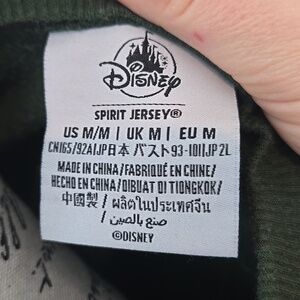 Disney
SPIRIT JERSEY®
US M/M | UK M | EU M
CN165/92A|JP日本 バスト93-101|JP 2L
MADE IN CHINA/FABRIQUÉ EN CHINE/
HECHO EN CHINA/DIBUAT DI TIONGKOK/
中國製/ ผลิตในประเทศจีน/
صنع بالصين/
©DISNEY